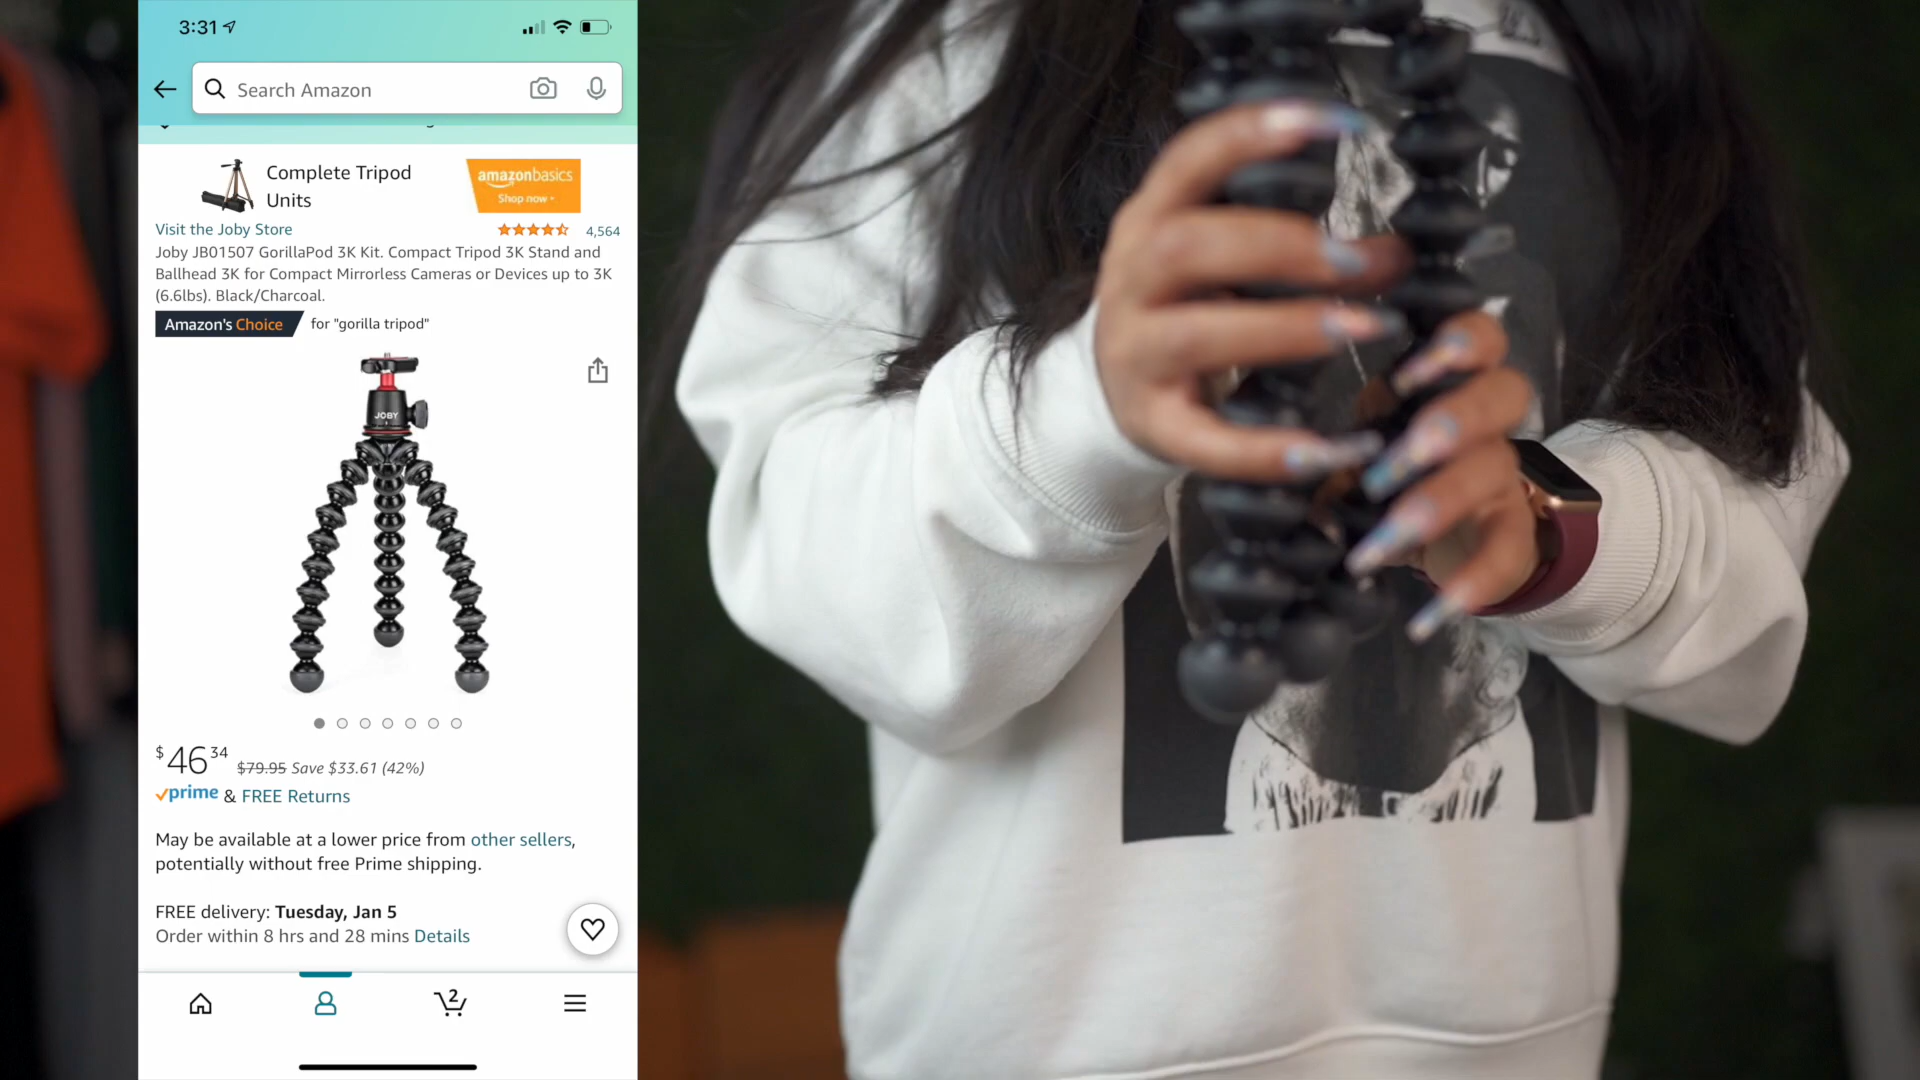 3:31
Search Amazon
Complete Tripod
Units
amazonbasics
Shop now
Visit the Joby Store
4,564
Joby JB01507 GorillaPod 3K Kit. Compact Tripod 3K Stand and
Ballhead 3K for Compact Mirrorless Cameras or Devices up to 3K
(6.6lbs). Black/Charcoal.
Amazon's Choice for "gorilla tripod"
JOBY
$46 34 $79.95 Save $33.61 (42%)
prime & FREE Returns
May be available at a lower price from other sellers,
potentially without free Prime shipping.
FREE delivery: Tuesday, Jan 5
Order within 8 hrs and 28 mins Details
2